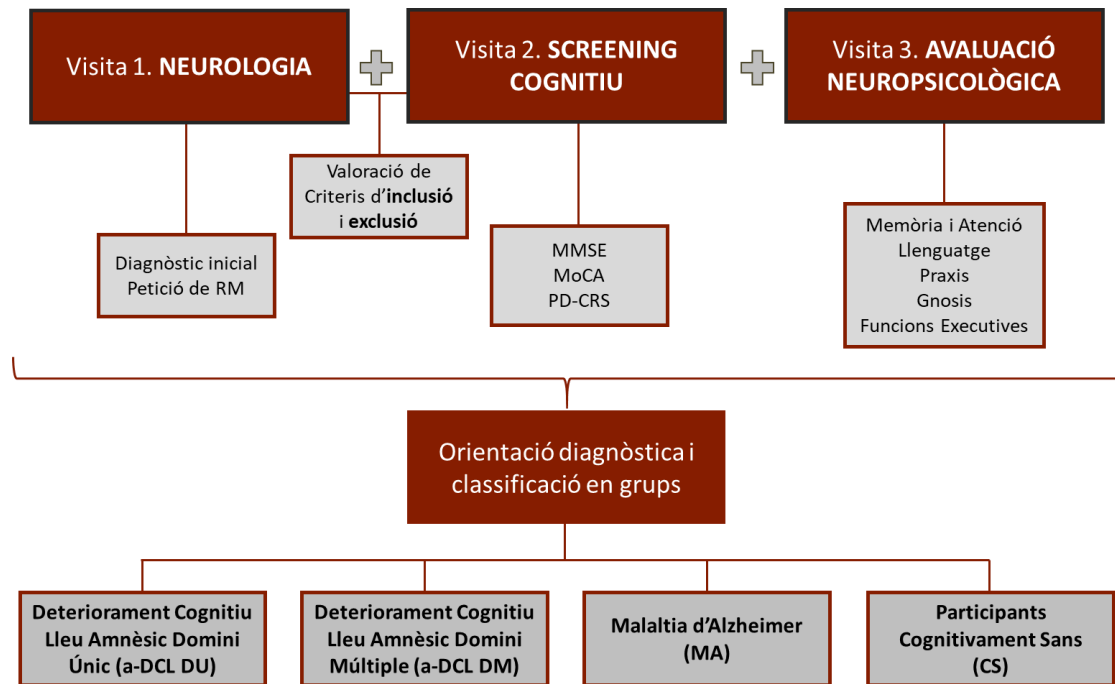 Visita 1. NEUROLOGIA
Visita 2. SCREENING
COGNITIU
Visita 3. AVALUACIÓ
NEUROPSICOLÒGICA
Valoració de
Criteris d'inclusió
i exclusió
Diagnòstic inicial
Petició de RM
MMSE
MoCA
PD-CRS
Memòria i Atenció
Llenguatge
Praxis
Gnosis
Funcions Executives
Orientació diagnòstica i
classificació en grups
Deteriorament Cognitiu
Lleu Amnèsic Domini
Únic (a-DCL DU)
Deteriorament Cognitiu
Lleu Amnèsic Domini
Múltiple (a-DCL DM)
Malaltia d'Alzheimer
(MA)
Participants
Cognitivament Sans
(CS)